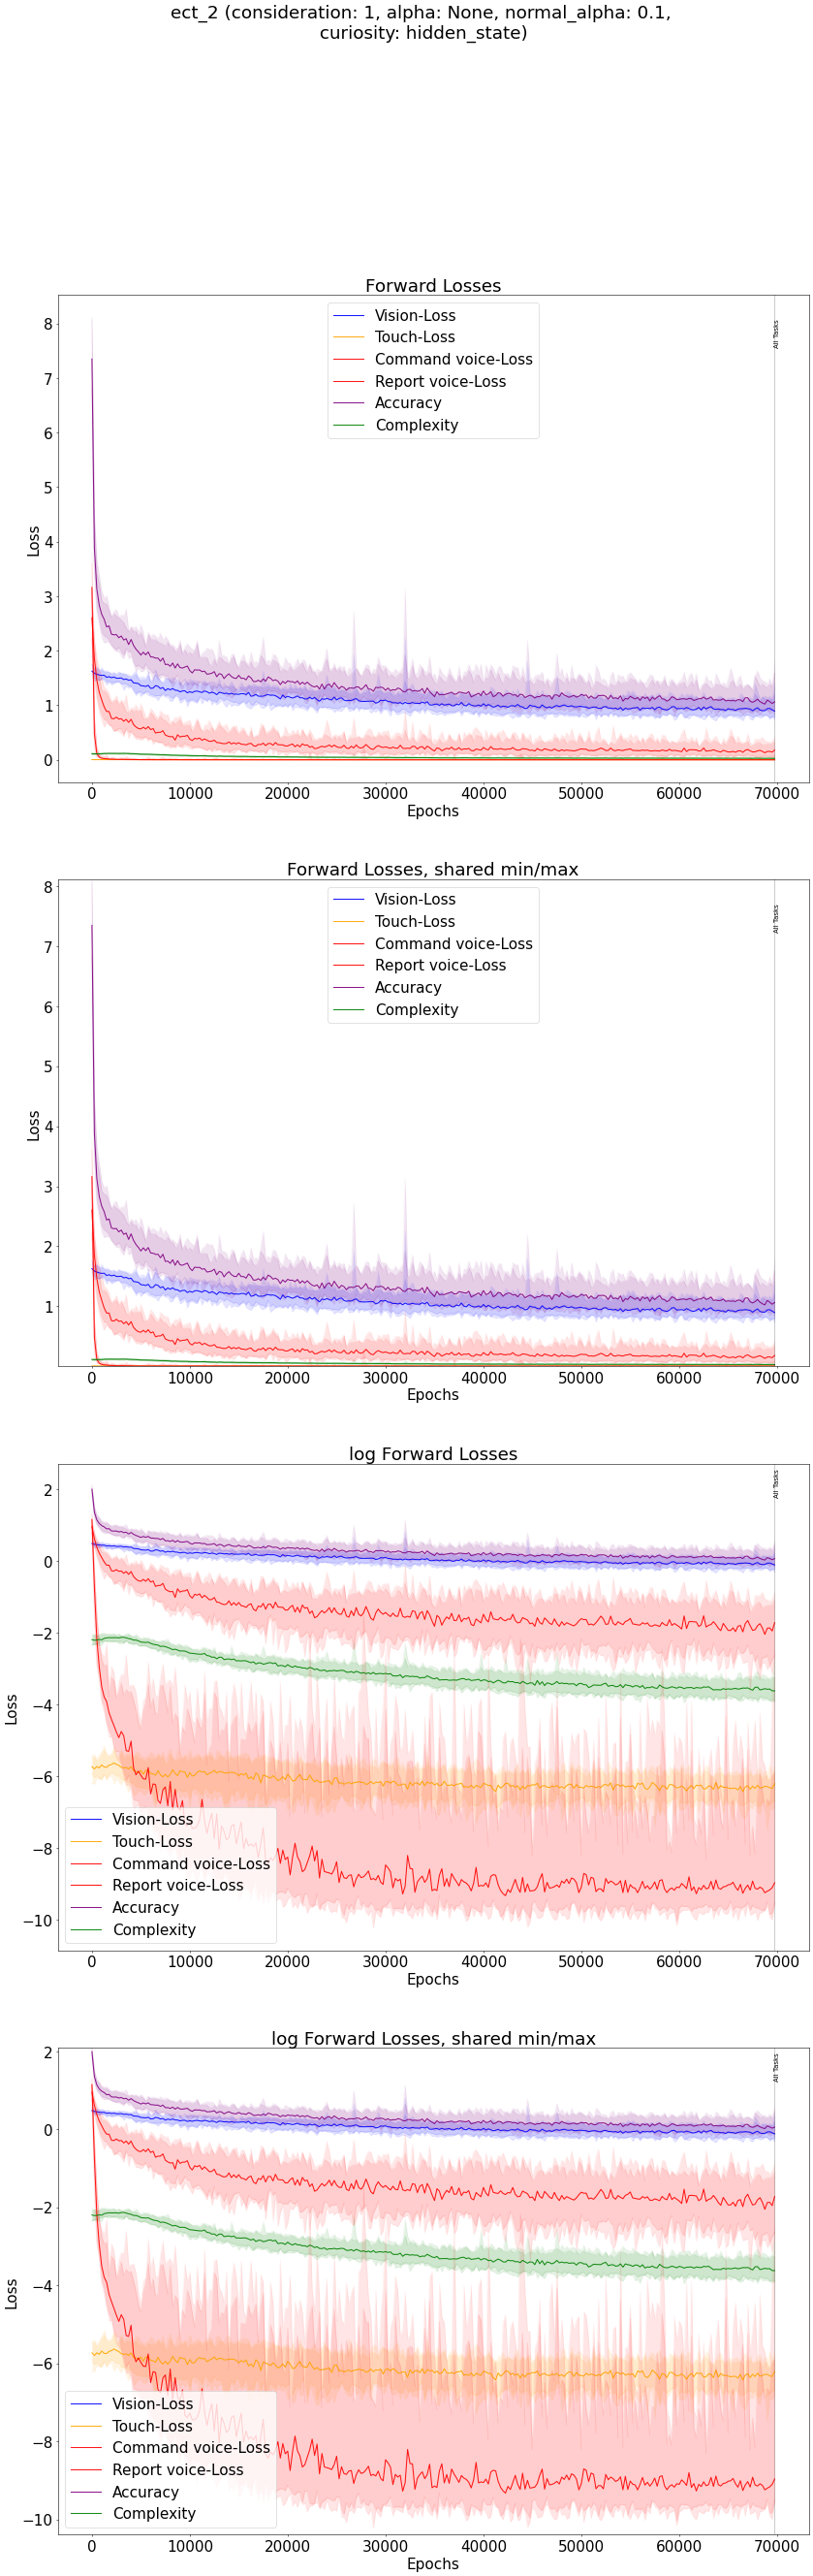 ect_2 (consideration: 1, alpha: None, normal_alpha: 0.1,
curiosity: hidden_state)
Forward Losses
8
7
6
5
4
3
2
1
0
Loss
Vision-Loss
Touch-Loss
Command voice-Loss
Report voice-Loss
Accuracy
Complexity
All Tasks
0 10000 20000 30000 40000 50000 60000 70000
Epochs
Forward Losses, shared min/max
8
7
6
5
4
3
2
1
Loss
Vision-Loss
Touch-Loss
Command voice-Loss
Report voice-Loss
Accuracy
Complexity
All Tasks
0 10000 20000 30000 40000 50000 60000 70000
Epochs
log Forward Losses
2
0
−2
−4
−6
−8
−10
Loss
All Tasks
Vision-Loss
Touch-Loss
Command voice-Loss
Report voice-Loss
Accuracy
Complexity
0 10000 20000 30000 40000 50000 60000 70000
Epochs
log Forward Losses, shared min/max
2
0
−2
−4
−6
−8
−10
Loss
All Tasks
Vision-Loss
Touch-Loss
Command voice-Loss
Report voice-Loss
Accuracy
Complexity
0 10000 20000 30000 40000 50000 60000 70000
Epochs